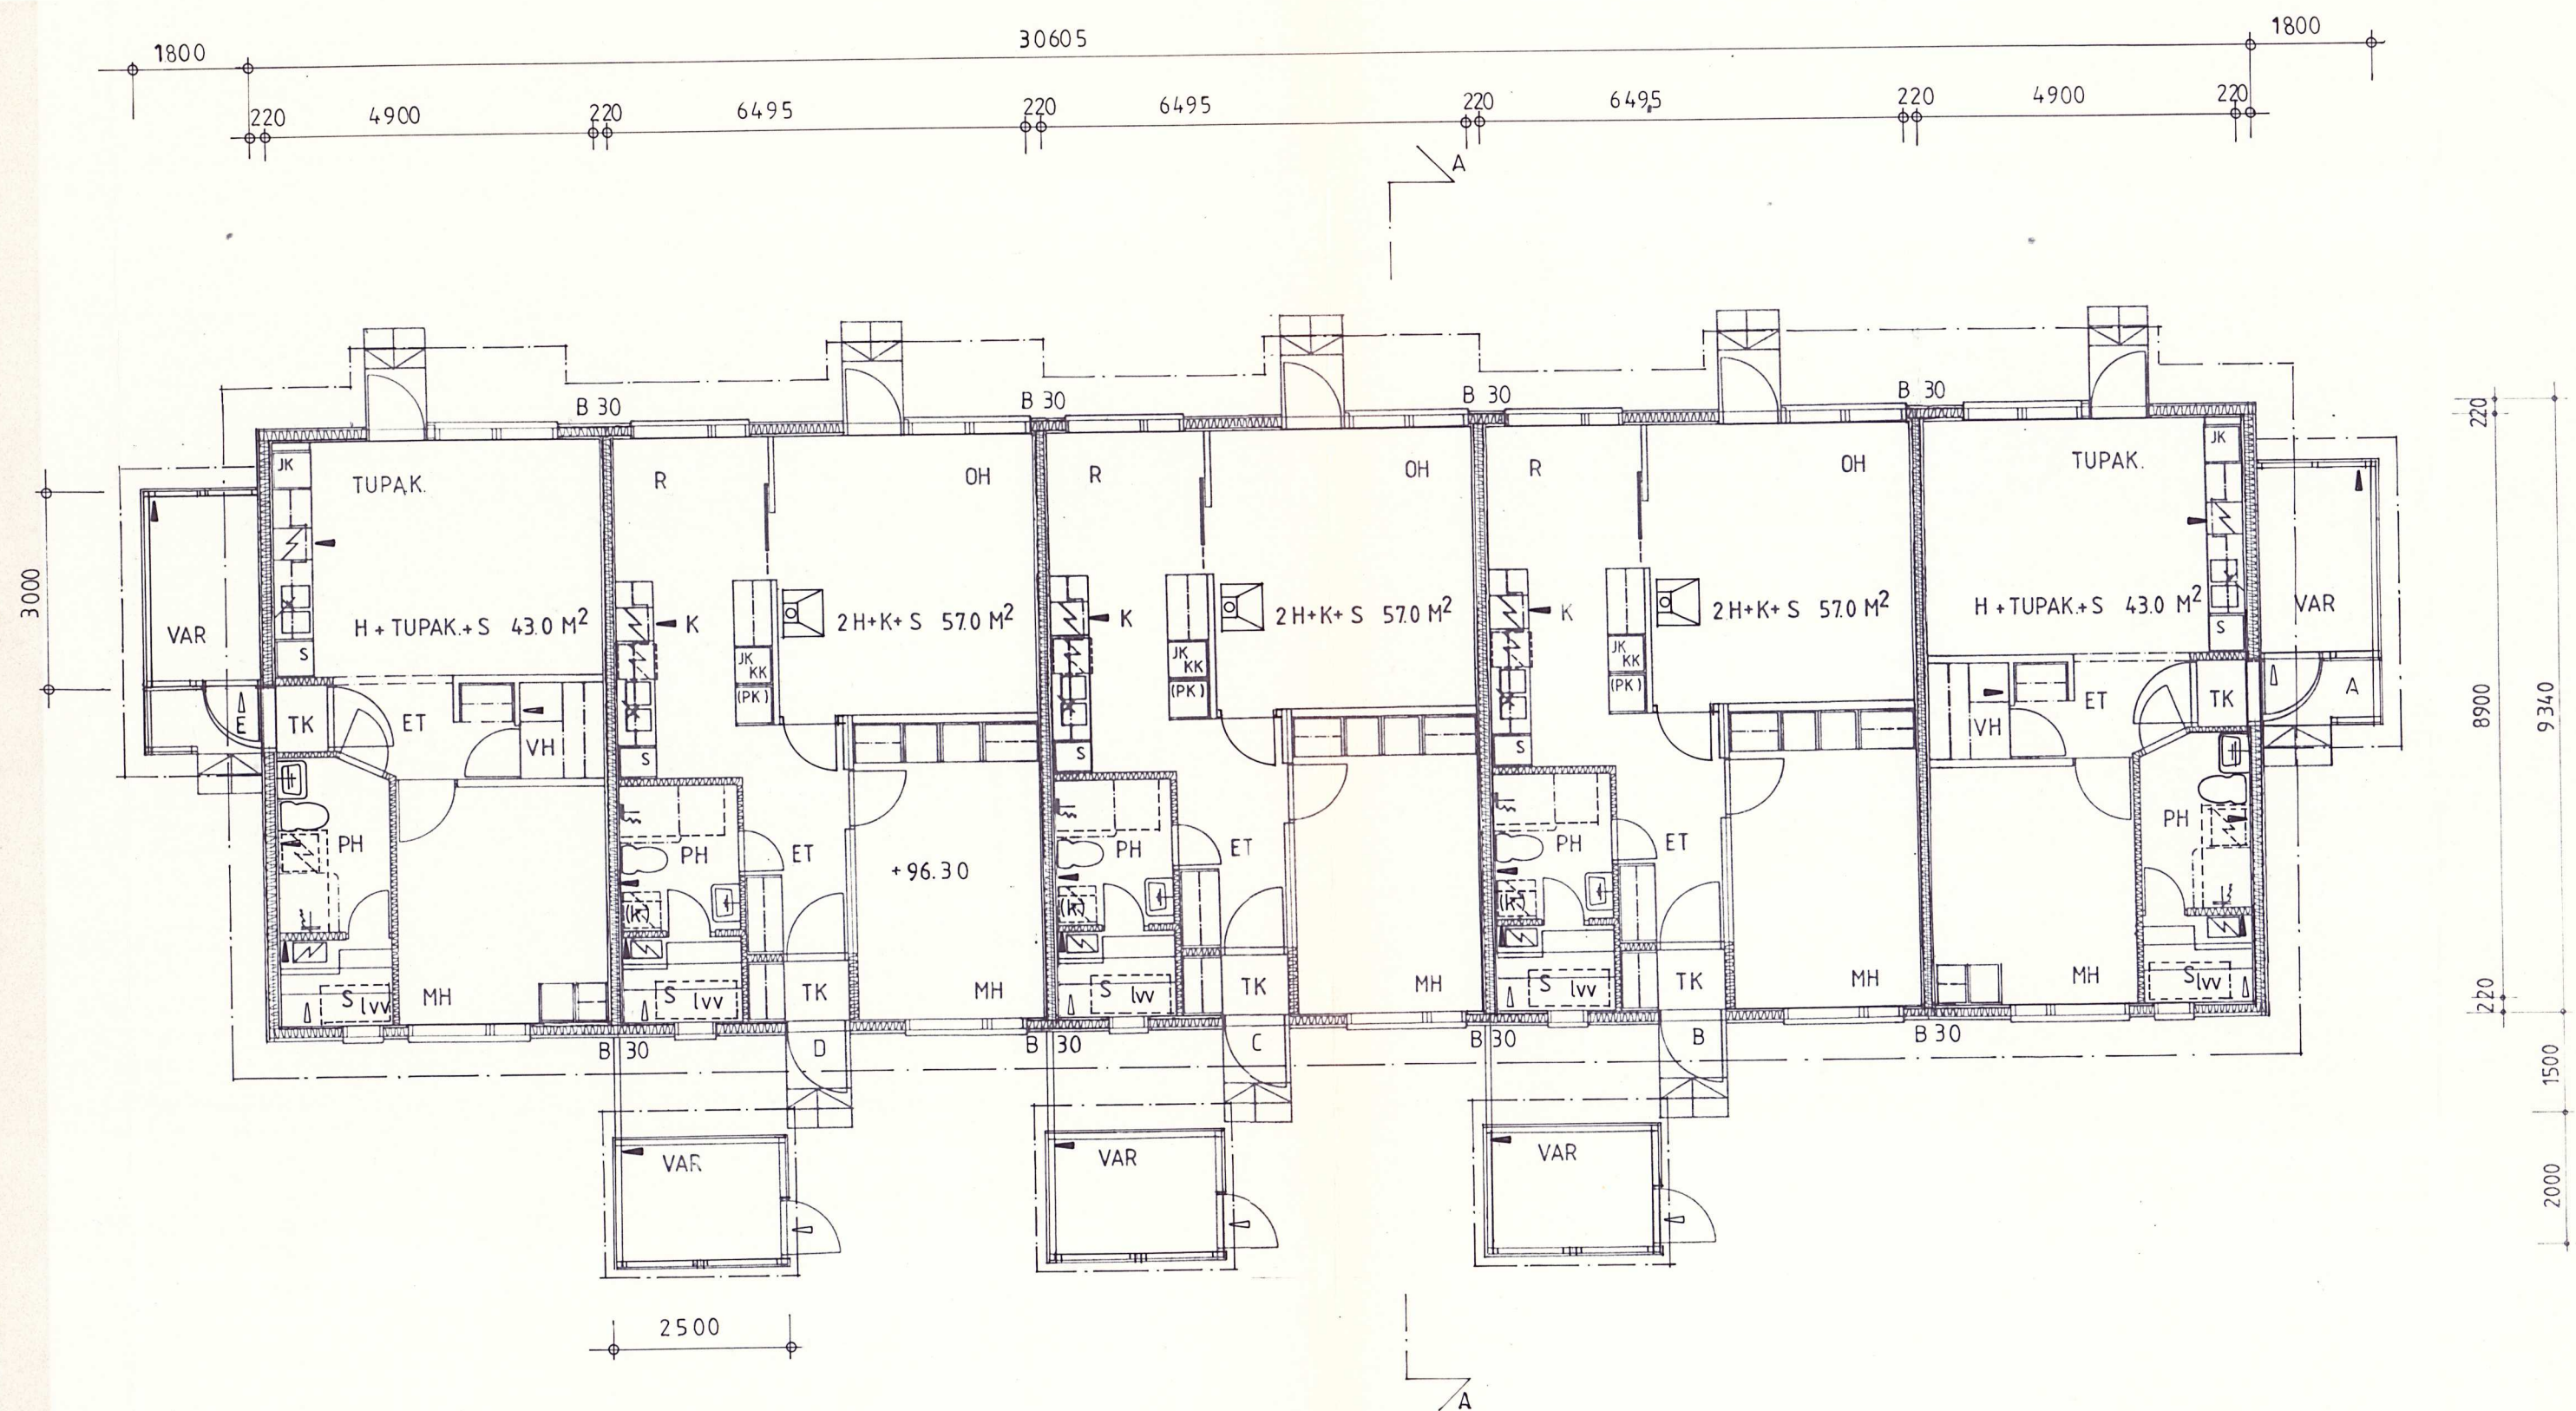 1800 30605 1800
220 4900 220 6495 220 6495 220 6495 220 4900 220
A
B 30 B 30 B 30 B 30
220
JK TUPAK. R OH R OH R OH TUPAK. JK
3000
VAR H + TUPAK.+ S 43.0 M² K 2 H+K+ S 57.0 M² K 2 H+K+ S 57.0 M² K 2 H+K+ S 57.0 M² H + TUPAK.+ S 43.0 M² VAR
S JK KK JK KK JK KK S
(PK) (PK) (PK)
8900 9340
E TK ET VH S S S VH ET TK A
PH PH ET PH ET PH ET PH
+96.30
(K) (K) (K)
S lvv MH S lvv TK MH S lvv TK MH S lvv TK MH MH S lvv
220
B 30 D B 30 C B 30 B B 30
1500
VAR VAR VAR
2000
2500
A